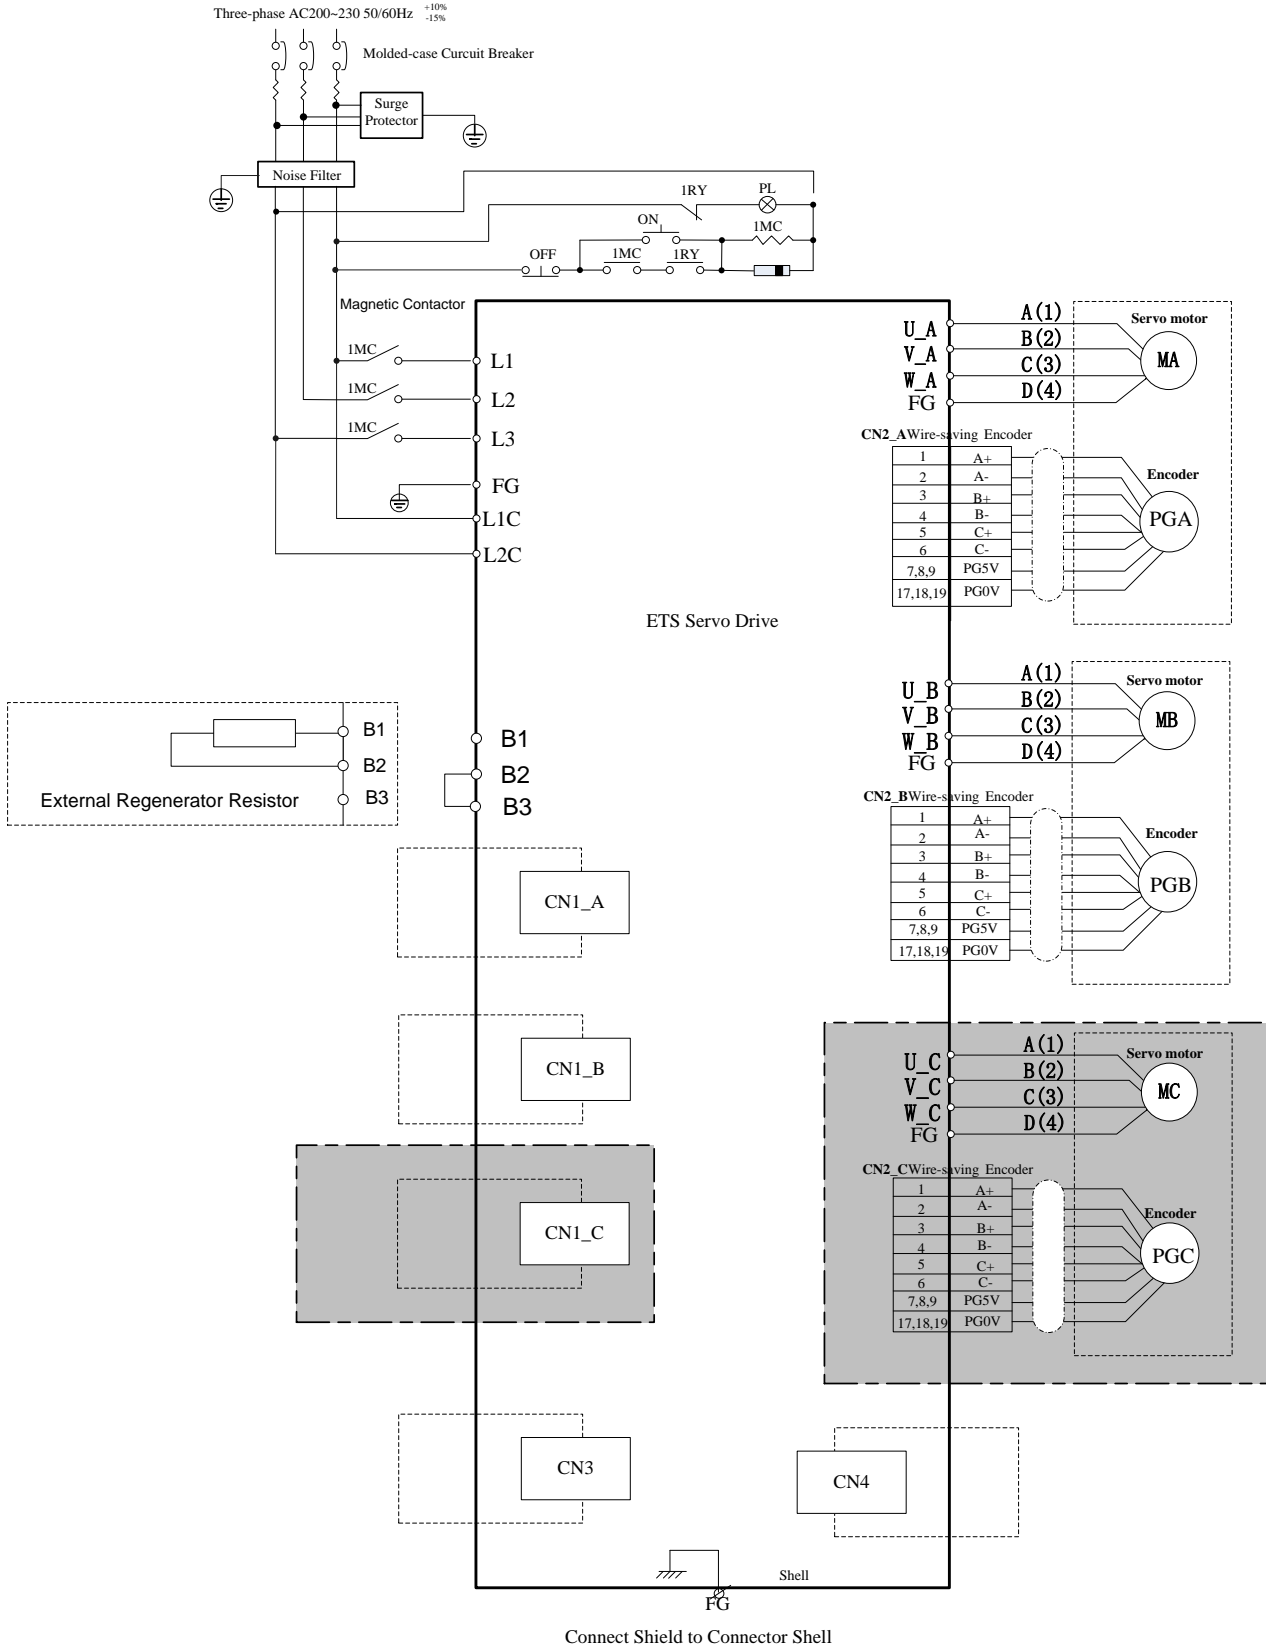 Three-phase AC200~230 50/60Hz +10% -15%
Molded-case Curcuit Breaker
Surge
Protector
Noise Filter
1RY
PL
ON
1MC
OFF
1MC
1RY
Magnetic Contactor
1MC
L1
1MC
L2
1MC
L3
FG
L1C
L2C
ETS Servo Drive
U_A
V_A
W_A
FG
A(1)
B(2)
C(3)
D(4)
Servo motor
MA
CN2_AWire-saving Encoder
1 A+
2 A-
3 B+
4 B-
5 C+
6 C-
7,8,9 PG5V
17,18,19 PG0V
Encoder
PGA
U_B
V_B
W_B
FG
A(1)
B(2)
C(3)
D(4)
Servo motor
MB
B1
B2
B3
External Regenerator Resistor
B1
B2
B3
CN2_BWire-saving Encoder
1 A+
2 A-
3 B+
4 B-
5 C+
6 C-
7,8,9 PG5V
17,18,19 PG0V
Encoder
PGB
CN1_A
CN1_B
CN1_C
U_C
V_C
W_C
FG
A(1)
B(2)
C(3)
D(4)
Servo motor
MC
CN2_CWire-saving Encoder
1 A+
2 A-
3 B+
4 B-
5 C+
6 C-
7,8,9 PG5V
17,18,19 PG0V
Encoder
PGC
CN3
CN4
Shell
FG
Connect Shield to Connector Shell